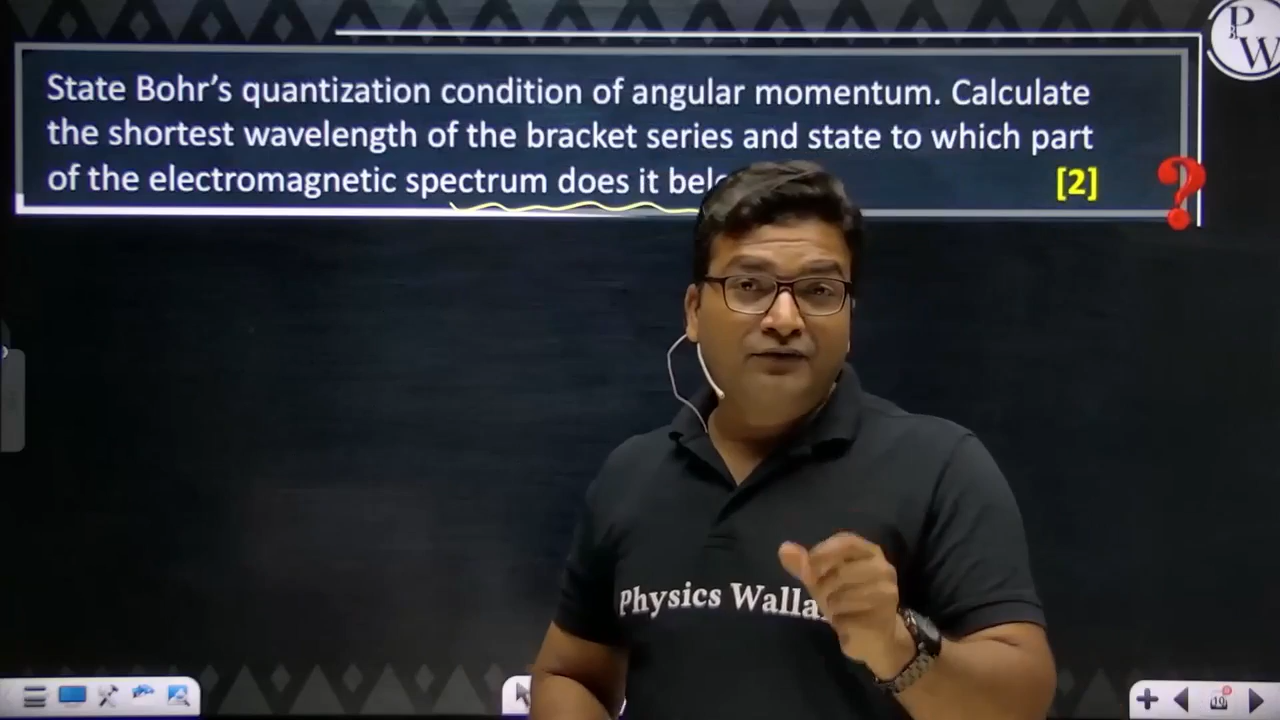 State Bohr's quantization condition of angular momentum. Calculate
the shortest wavelength of the bracket series and state to which part
of the electromagnetic spectrum does it
[2]
?
P
W
Physics
19